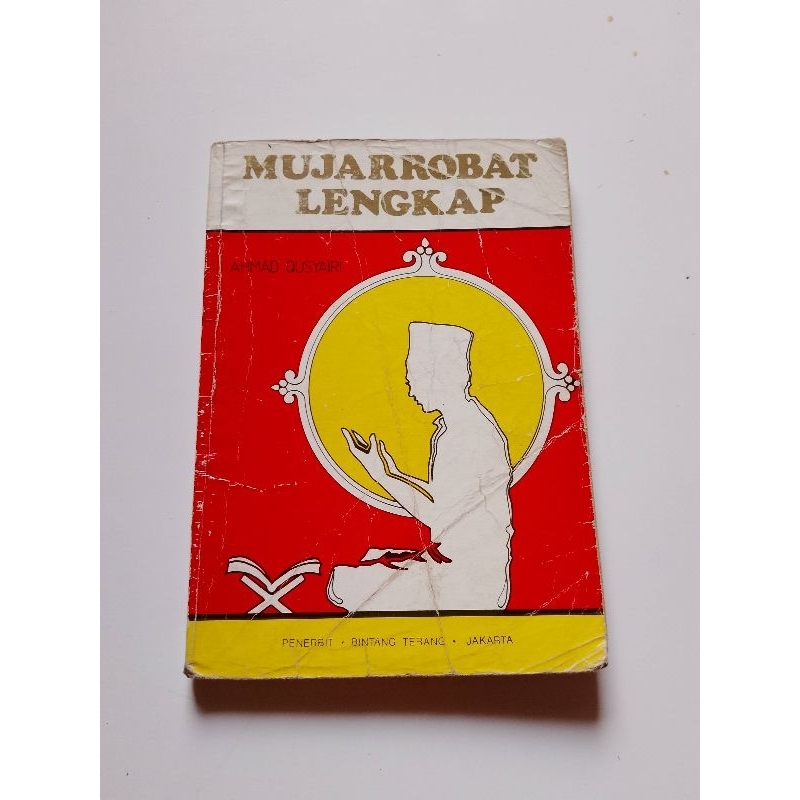 MUJARROBAT
LENGKAP
AHMAD QUSYAIRI
PENERBIT • BINTANG TERANG • JAKARTA